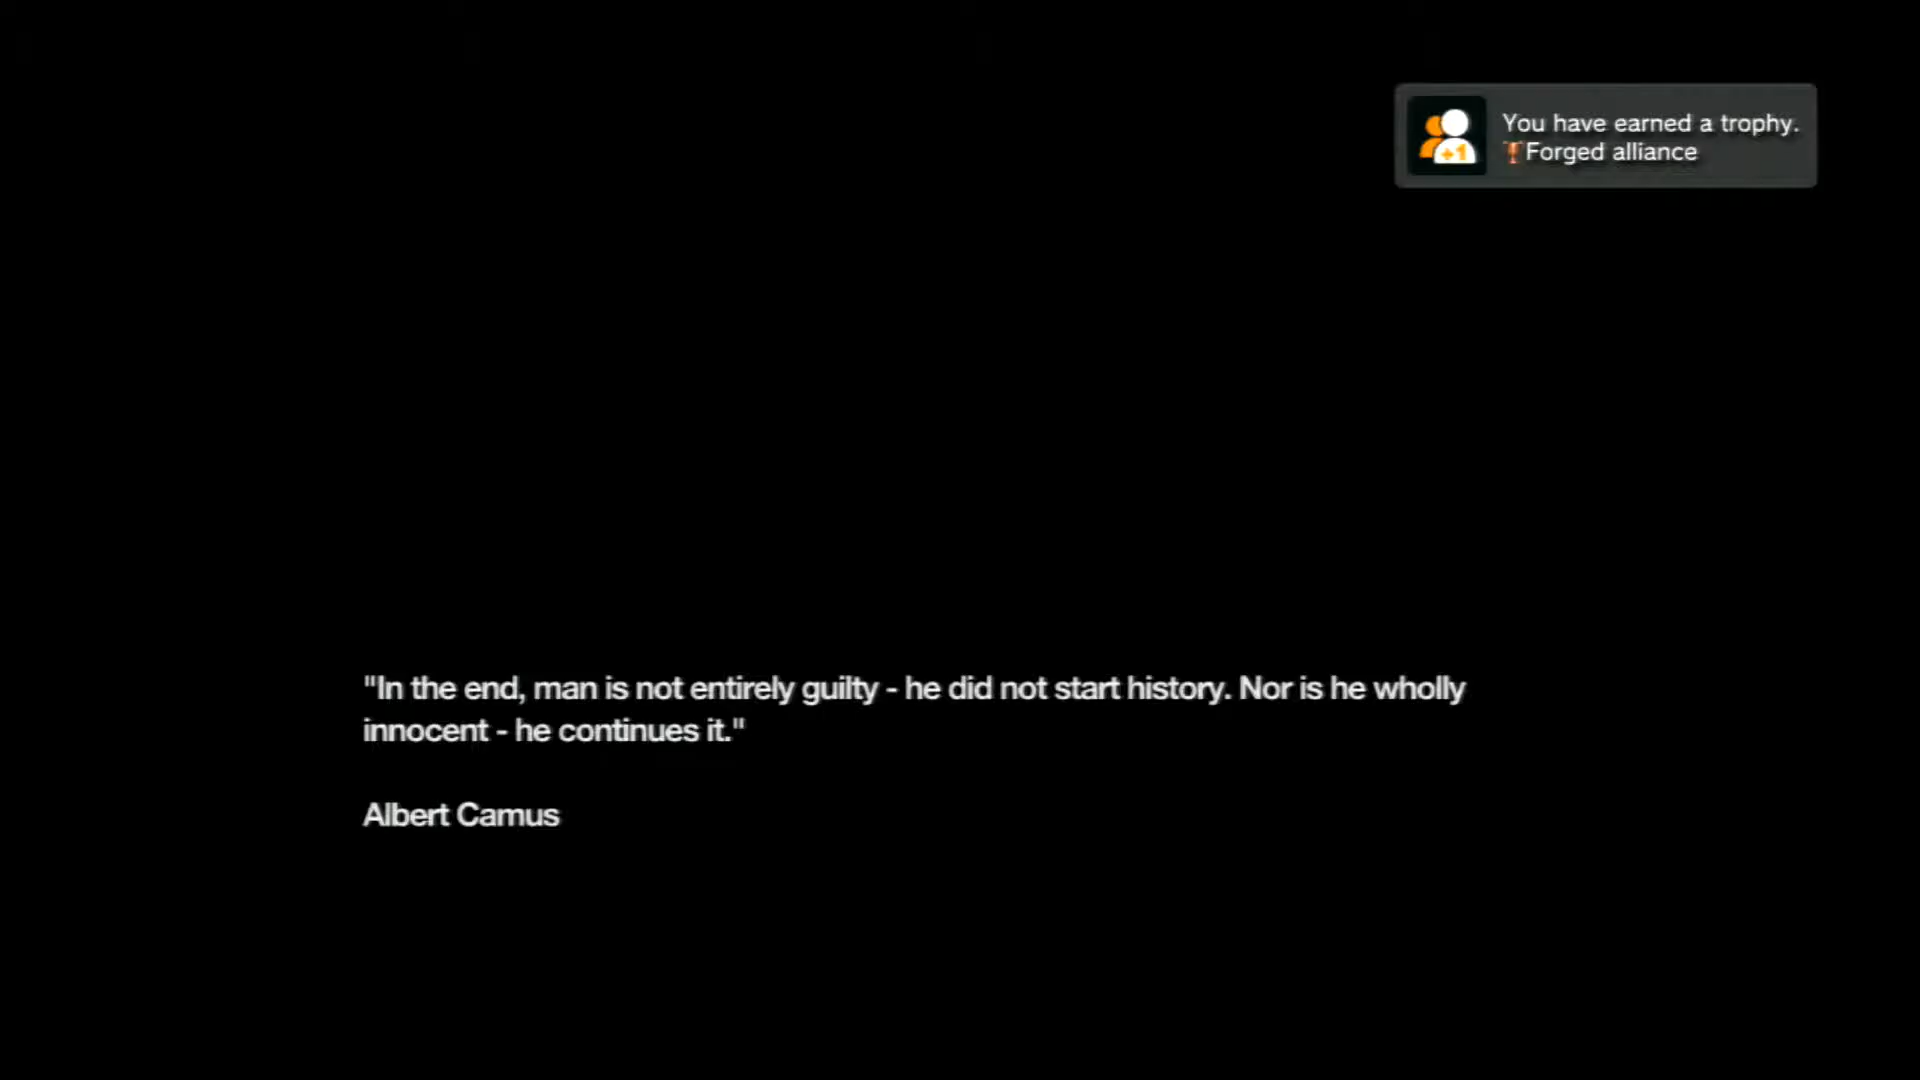 You have earned a trophy.
Forged alliance
+1
"In the end, man is not entirely guilty - he did not start history. Nor is he wholly
innocent - he continues it."
Albert Camus